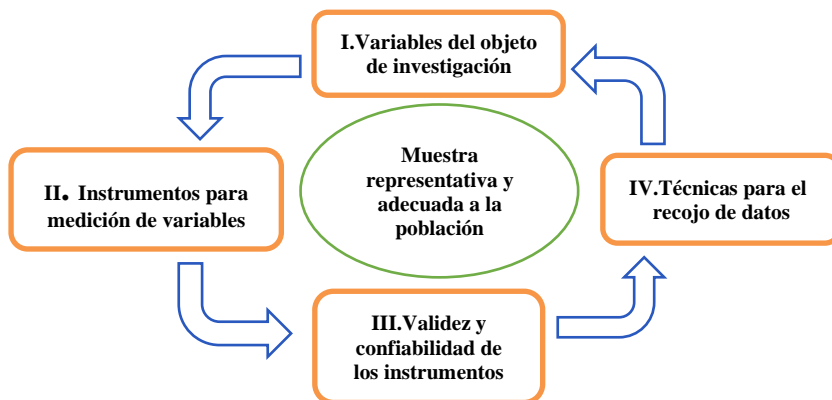 I.Variables del objeto
de investigación
II. Instrumentos para
medición de variables
Muestra
representativa y
adecuada a la
población
IV.Técnicas para el
recojo de datos
III.Validez y
confiabilidad de
los instrumentos